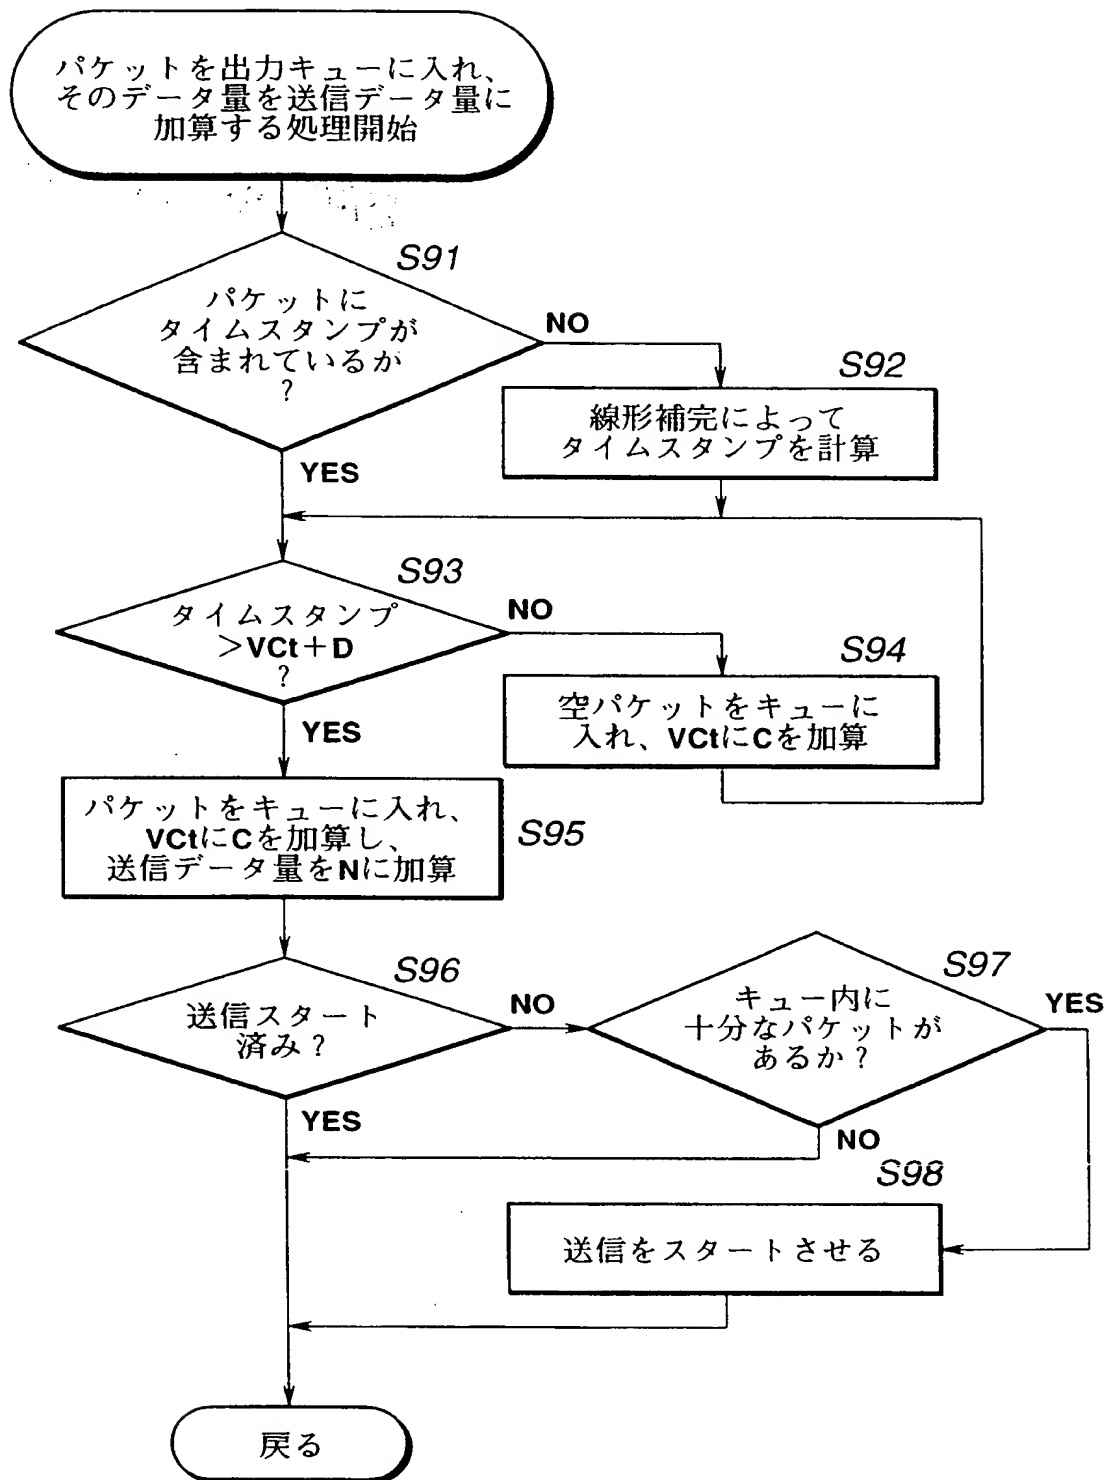 パケットを出力キューに入れ、
そのデータ量を送信データ量に
加算する処理開始
S91
パケットに
タイムスタンプが
含まれているか
?
NO
YES
S92
線形補完によって
タイムスタンプを計算
S93
タイムスタンプ
>VCt+D
?
NO
YES
S94
空パケットをキューに
入れ、VCtにCを加算
パケットをキューに入れ、
VCtにCを加算し、
送信データ量をNに加算
S95
S96
送信スタート
済み?
NO
YES
S97
キュー内に
十分なパケットが
あるか?
YES
NO
S98
送信をスタートさせる
戻る